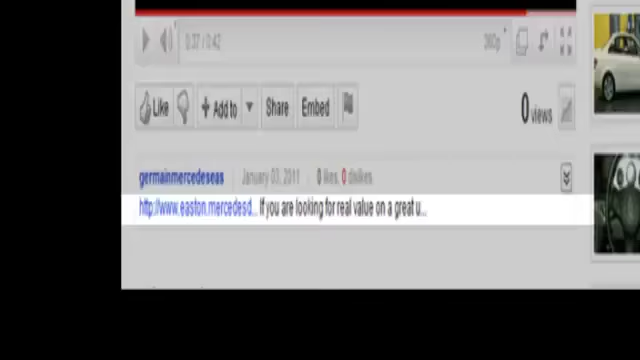 0:37 / 0:42 360p
Like + Add to Share Embed 0 views
germainmercedeseas January 03, 2011 0 likes, 0 dislikes
http://www.easton.mercedesd... If you are looking for real value on a great u...